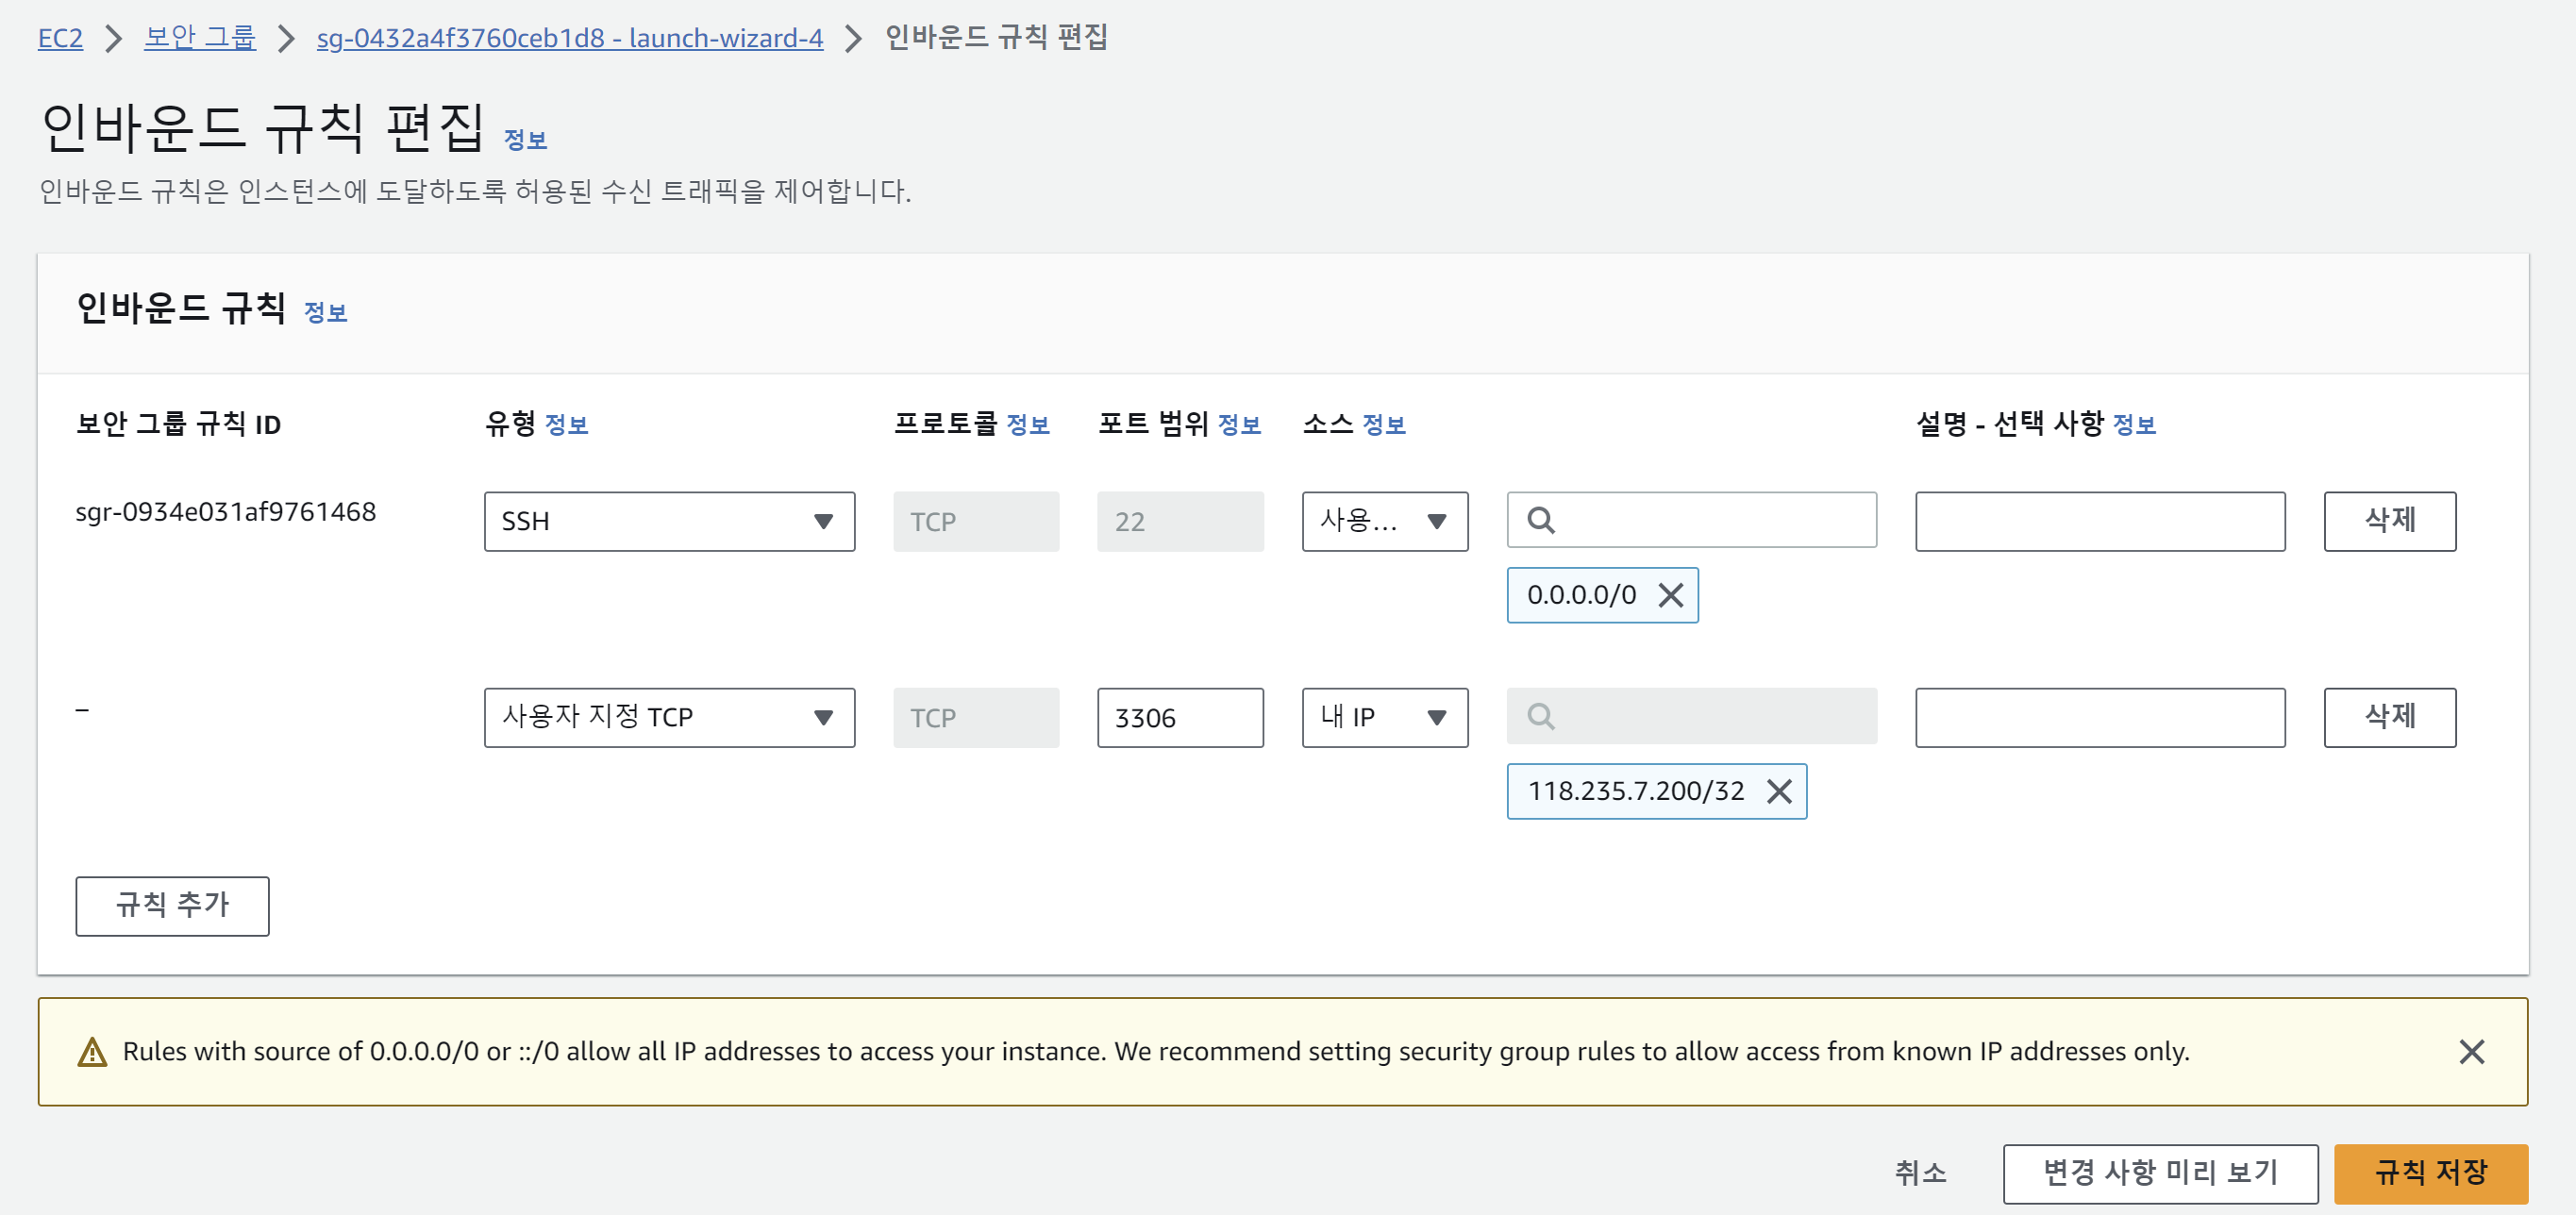 EC2 > 보안 그룹 > sg-0432a4f3760ceb1d8 - launch-wizard-4 > 인바운드 규칙 편집
인바운드 규칙 편집 정보
인바운드 규칙은 인스턴스에 도달하도록 허용된 수신 트래픽을 제어합니다.
인바운드 규칙 정보
보안 그룹 규칙 ID 유형 정보 프로토콜 정보 포트 범위 정보 소스 정보 설명 - 선택 사항 정보
sgr-0934e031af9761468 SSH TCP 22 사용... 삭제
0.0.0.0/0
– 사용자 지정 TCP TCP 3306 내 IP 삭제
118.235.7.200/32
규칙 추가
Rules with source of 0.0.0.0/0 or ::/0 allow all IP addresses to access your instance. We recommend setting security group rules to allow access from known IP addresses only.
취소 변경 사항 미리 보기 규칙 저장